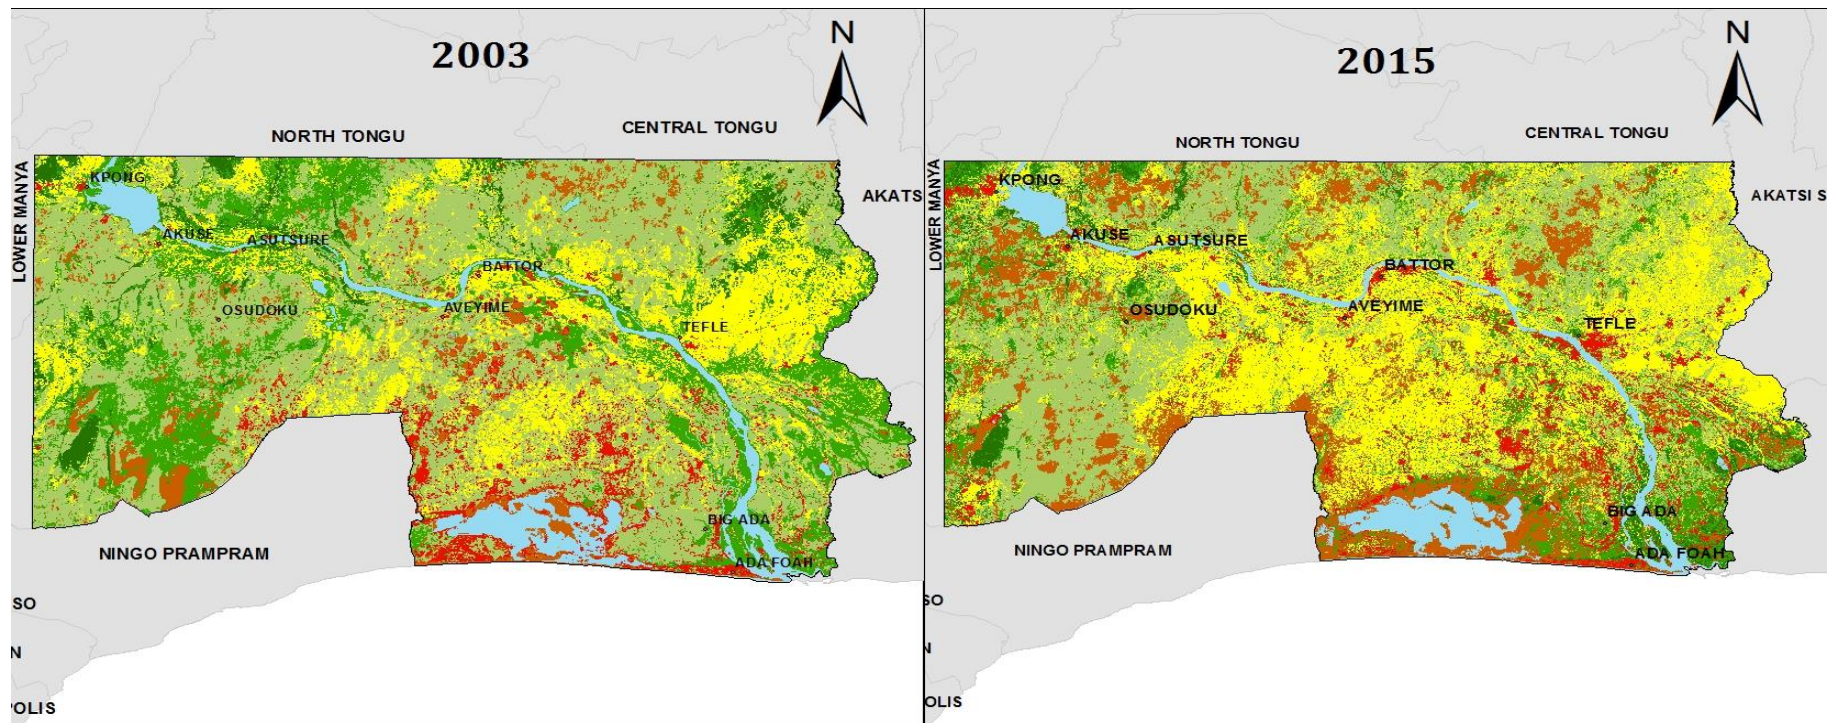 2003
N
NORTH TONGU
CENTRAL TONGU
LOWER MANYA
KPONG
AKATS
AKUSE
ASUTSURE
BATTOR
OSUDOKU
AVEYIME
TEFLE
BIG ADA
NINGO PRAMPRAM
ADA FOAH
SO
N
POLIS
2015
N
NORTH TONGU
CENTRAL TONGU
LOWER MANYA
KPONG
AKATSI S
AKUSE
ASUTSURE
BATTOR
OSUDOKU
AVEYIME
TEFLE
BIG ADA
NINGO PRAMPRAM
ADA FOAH
SO
N
OLIS